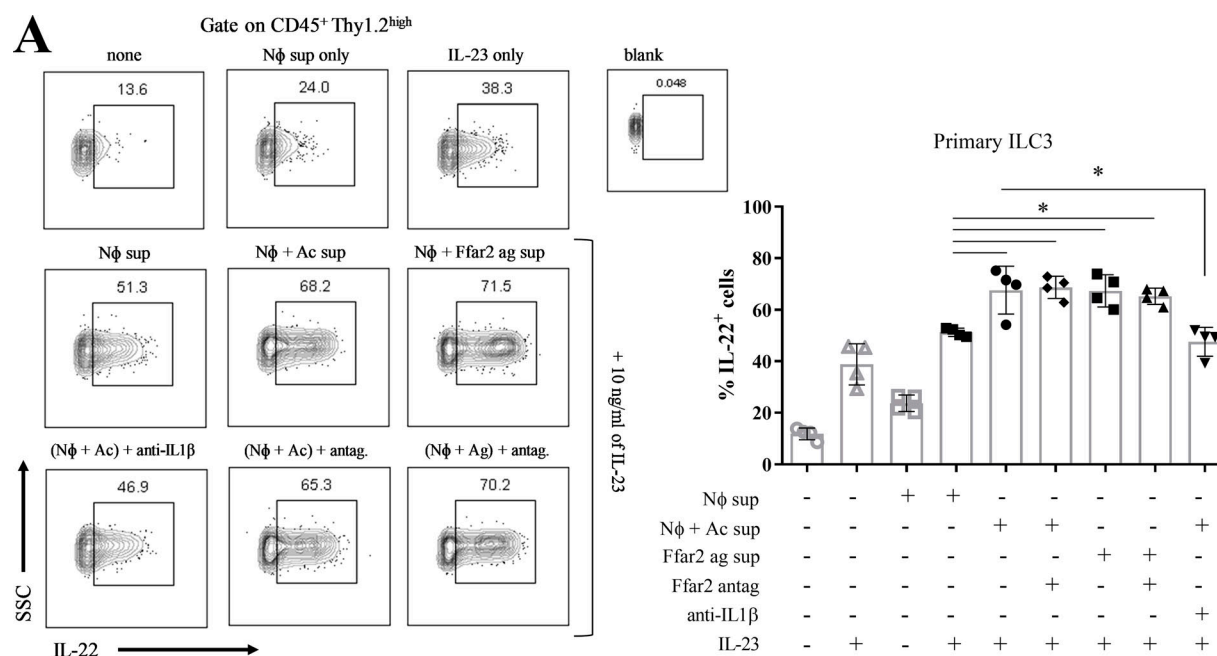 A
Gate on CD45⁺ Thy1.2ʰⁱᵍʰ
none Nϕ sup only IL-23 only blank
13.6 24.0 38.3 0.048
Nϕ sup Nϕ + Ac sup Nϕ + Ffar2 ag sup
51.3 68.2 71.5
(Nϕ + Ac) + anti-IL1β (Nϕ + Ac) + antag. (Nϕ + Ag) + antag.
46.9 65.3 70.2
+ 10 ng/ml of IL-23
SSC
IL-22
Primary ILC3
*
*
% IL-22⁺ cells
100
80
60
40
20
0
Nϕ sup - - + + - - - - -
Nϕ + Ac sup - - - - + + - - +
Ffar2 ag sup - - - - - - + + -
Ffar2 antag - - - - - + - + -
anti-IL1β - - - - - - - - +
IL-23 - + - + + + + + +